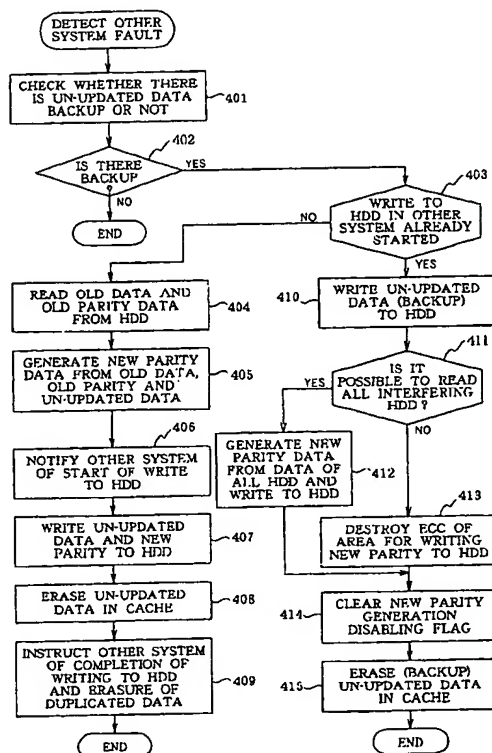 DETECT OTHER
SYSTEM FAULT
CHECK WHETHER THERE
IS UN-UPDATED DATA
BACKUP OR NOT
401
402
IS THERE
BACKUP
?
YES
NO
END
403
WRITE TO
HDD IN OTHER
SYSTEM ALREADY
STARTED
NO
YES
READ OLD DATA AND
OLD PARITY DATA
FROM HDD
404
GENERATE NEW PARITY
DATA FROM OLD DATA,
OLD PARITY AND
UN-UPDATED DATA
405
406
NOTIFY OTHER SYSTEM
OF START OF WRITE
TO HDD
WRITE UN-UPDATED
DATA AND NEW
PARITY TO HDD
407
ERASE UN-UPDATED
DATA IN CACHE
408
INSTRUCT OTHER SYSTEM
OF COMPLETION OF
WRITING TO HDD
AND ERASURE OF
DUPLICATED DATA
409
END
410
WRITE UN-UPDATED
DATA (BACKUP)
TO HDD
411
IS IT
POSSIBLE TO READ
ALL INTERFERING
HDD ?
YES
NO
GENERATE NEW
PARITY DATA
FROM DATA OF
ALL HDD AND
WRITE TO HDD
412
413
DESTROY ECC OF
AREA FOR WRITING
NEW PARITY TO HDD
414
CLEAR NEW PARITY
GENERATION
DISABLING FLAG
415
ERASE (BACKUP)
UN-UPDATED DATA
IN CACHE
END